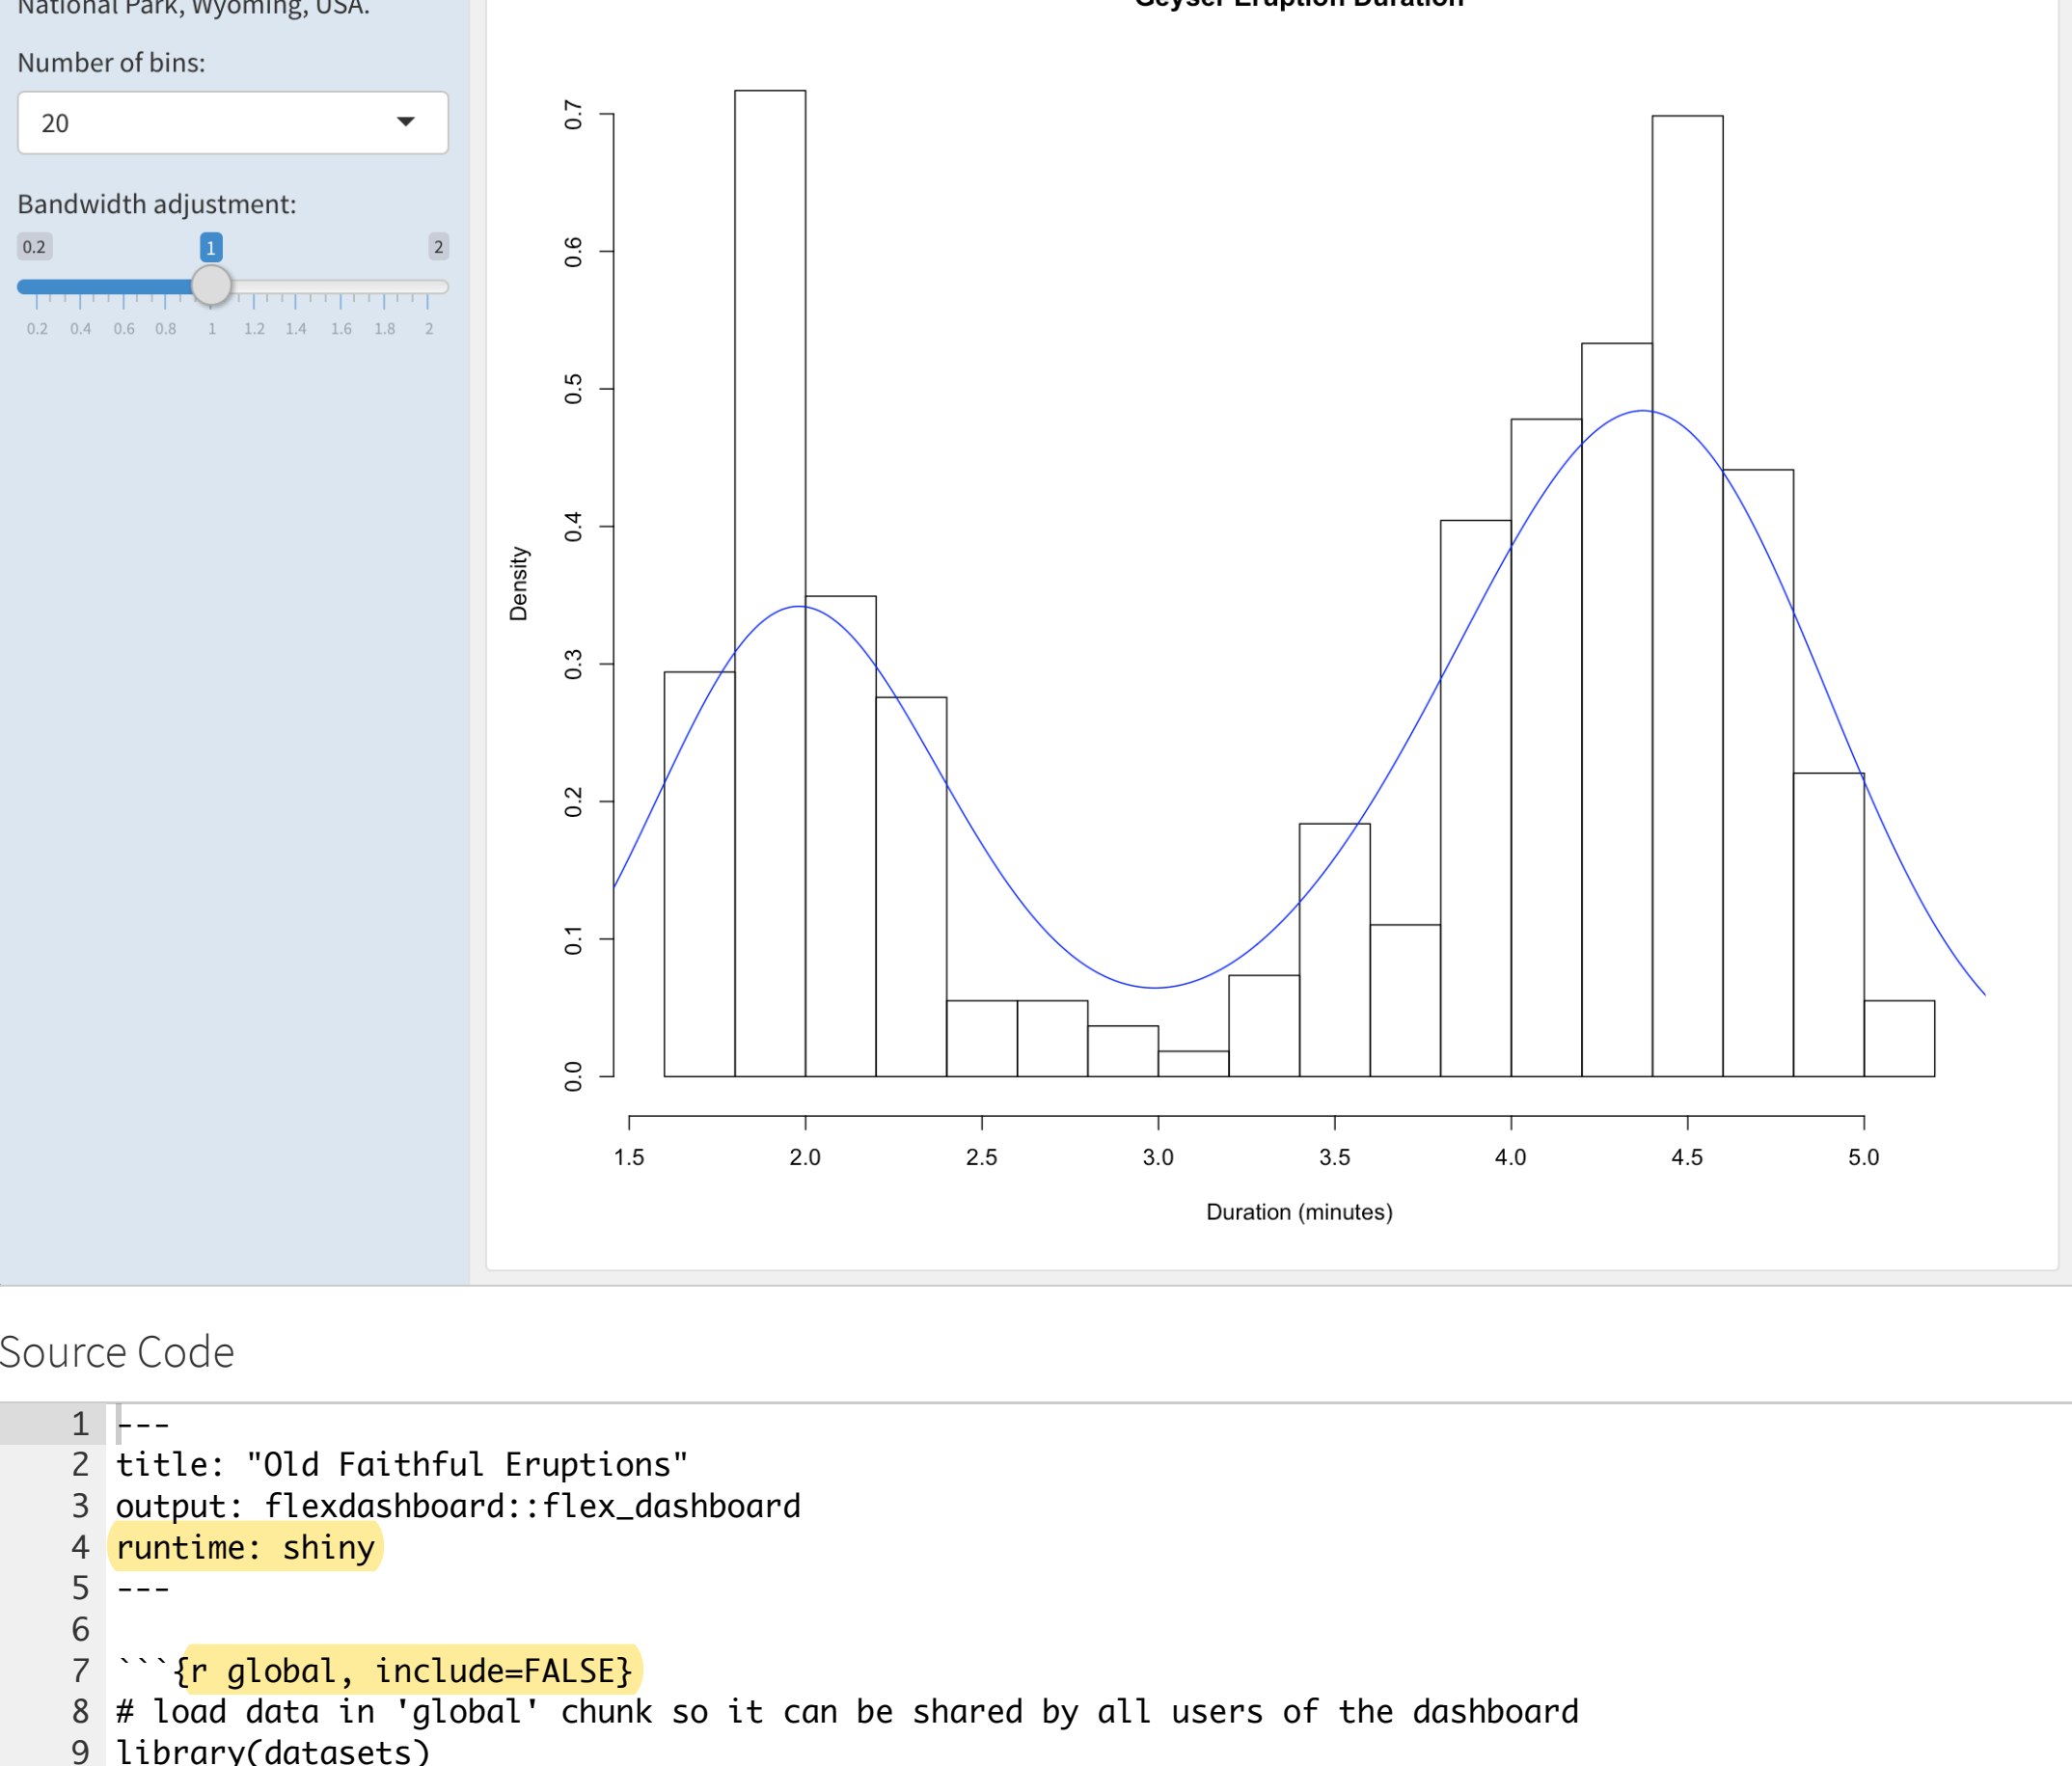 National Park, Wyoming, USA.
Number of bins:
20
Bandwidth adjustment:
0.2 1 2
0.2 0.4 0.6 0.8 1 1.2 1.4 1.6 1.8 2
Geyser Eruption Duration
Density
0.7
0.6
0.5
0.4
0.3
0.2
0.1
0.0
1.5 2.0 2.5 3.0 3.5 4.0 4.5 5.0
Duration (minutes)
Source Code
1 ---
2 title: "Old Faithful Eruptions"
3 output: flexdashboard::flex_dashboard
4 runtime: shiny
5 ---
6
7 ```{r global, include=FALSE}
8 # load data in 'global' chunk so it can be shared by all users of the dashboard
9 library(datasets)